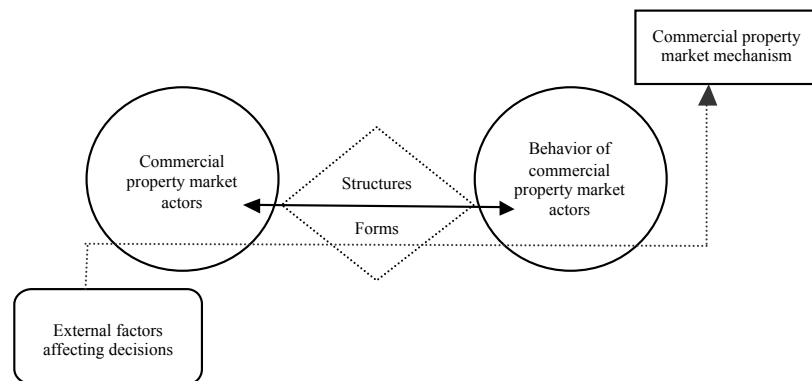 Commercial property
market mechanism
Commercial
property market
actors
Structures
Forms
Behavior of
commercial
property market
actors
External factors
affecting decisions